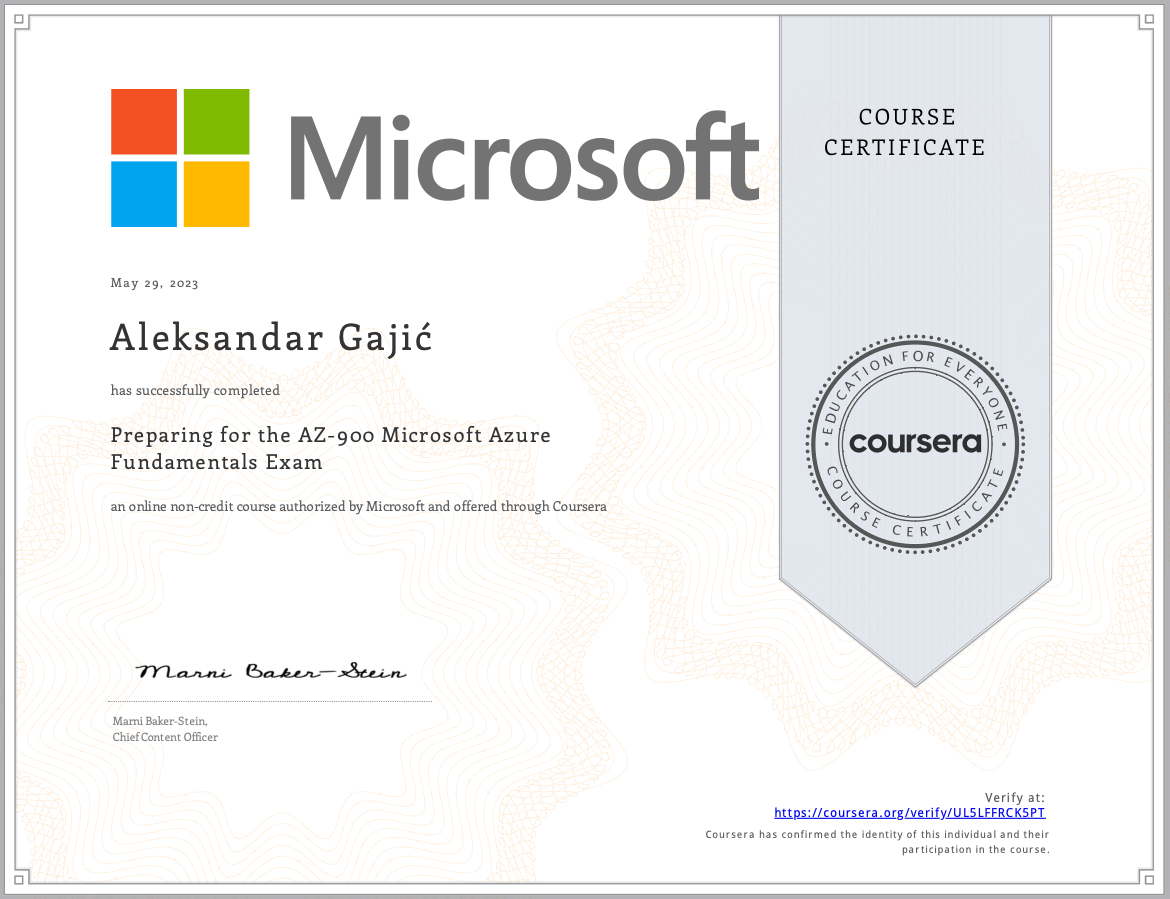 Microsoft
COURSE
CERTIFICATE
May 29, 2023
Aleksandar Gajić
has successfully completed
Preparing for the AZ-900 Microsoft Azure
Fundamentals Exam
an online non-credit course authorized by Microsoft and offered through Coursera
EDUCATION FOR EVERYONE
coursera
COURSE CERTIFICATE
Marni Baker-Stein
Marni Baker-Stein,
Chief Content Officer
Verify at:
https://coursera.org/verify/UL5LFFRCK5PT
Coursera has confirmed the identity of this individual and their
participation in the course.